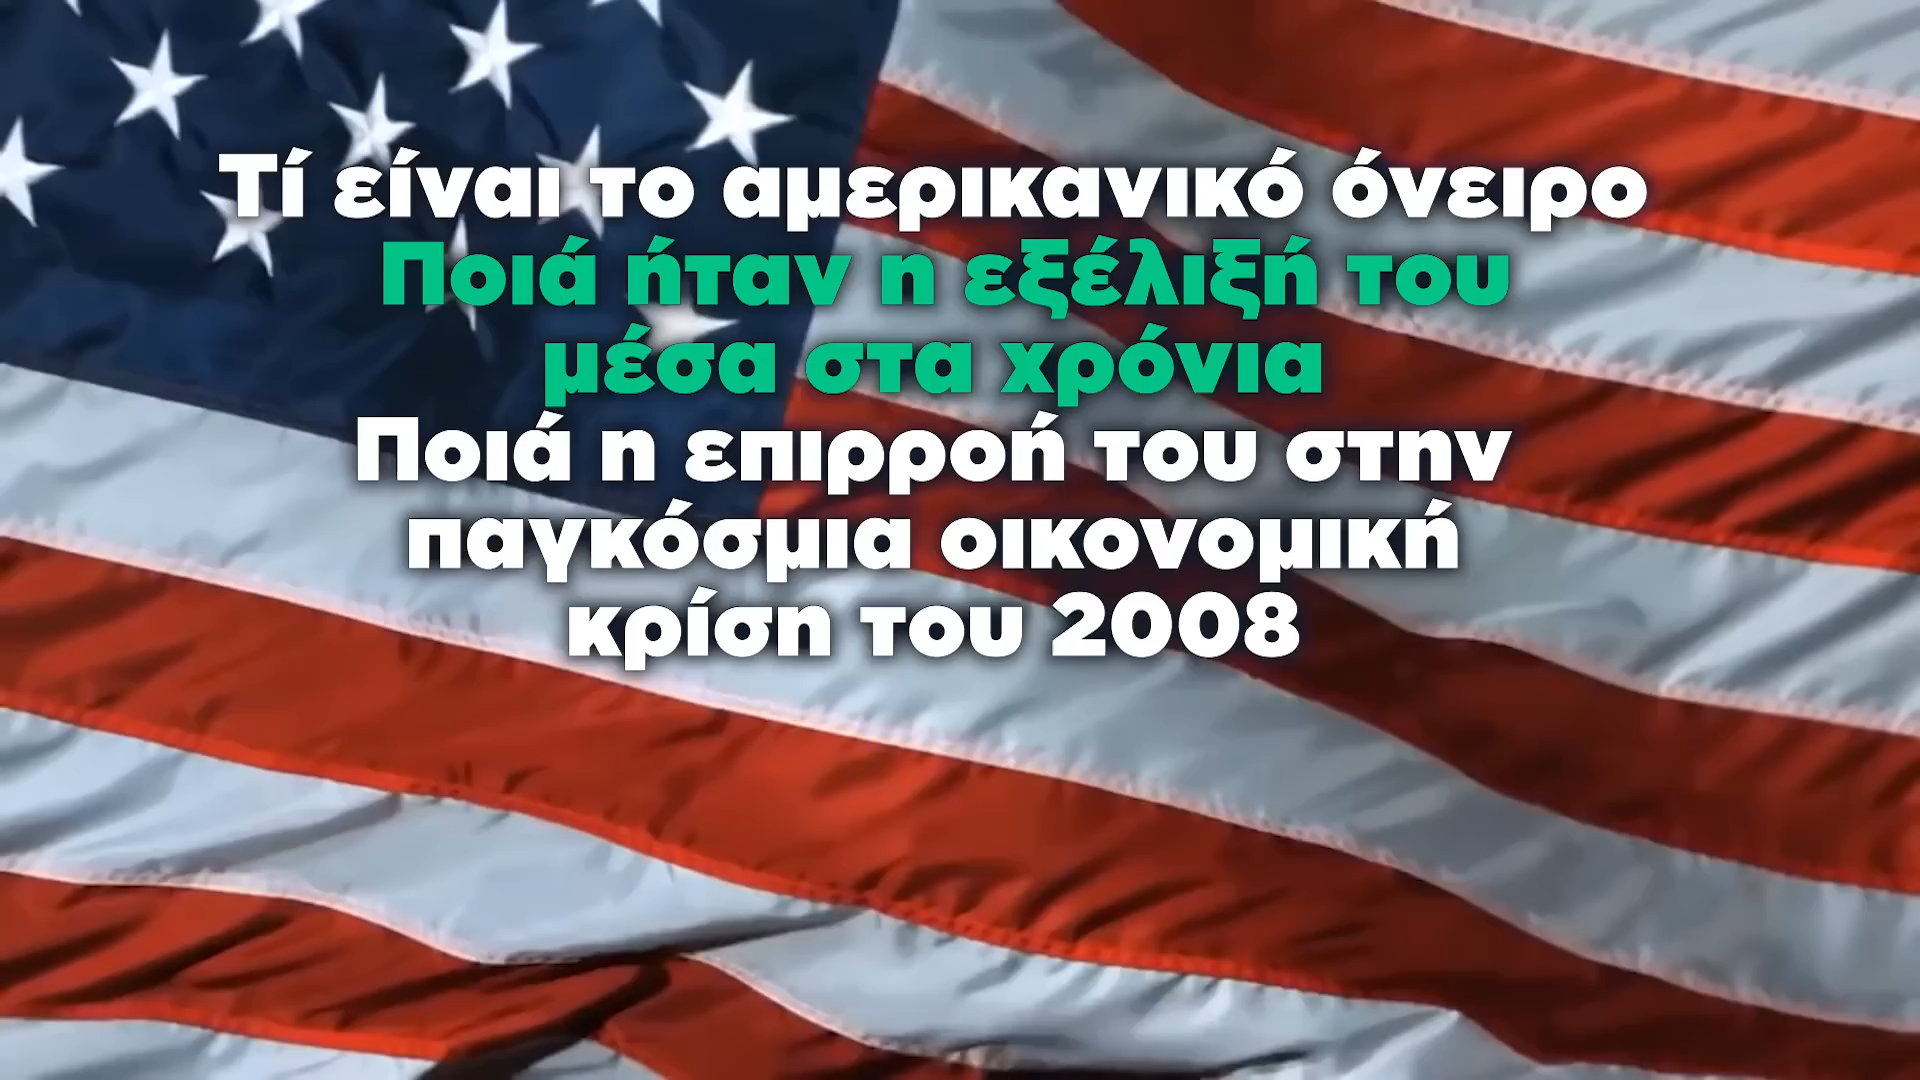 Τί είναι το αμερικανικό όνειρο
Ποιά ήταν η εξέλιξή του
μέσα στα χρόνια
Ποιά η επιρροή του στην
παγκόσμια οικονομική
κρίση του 2008